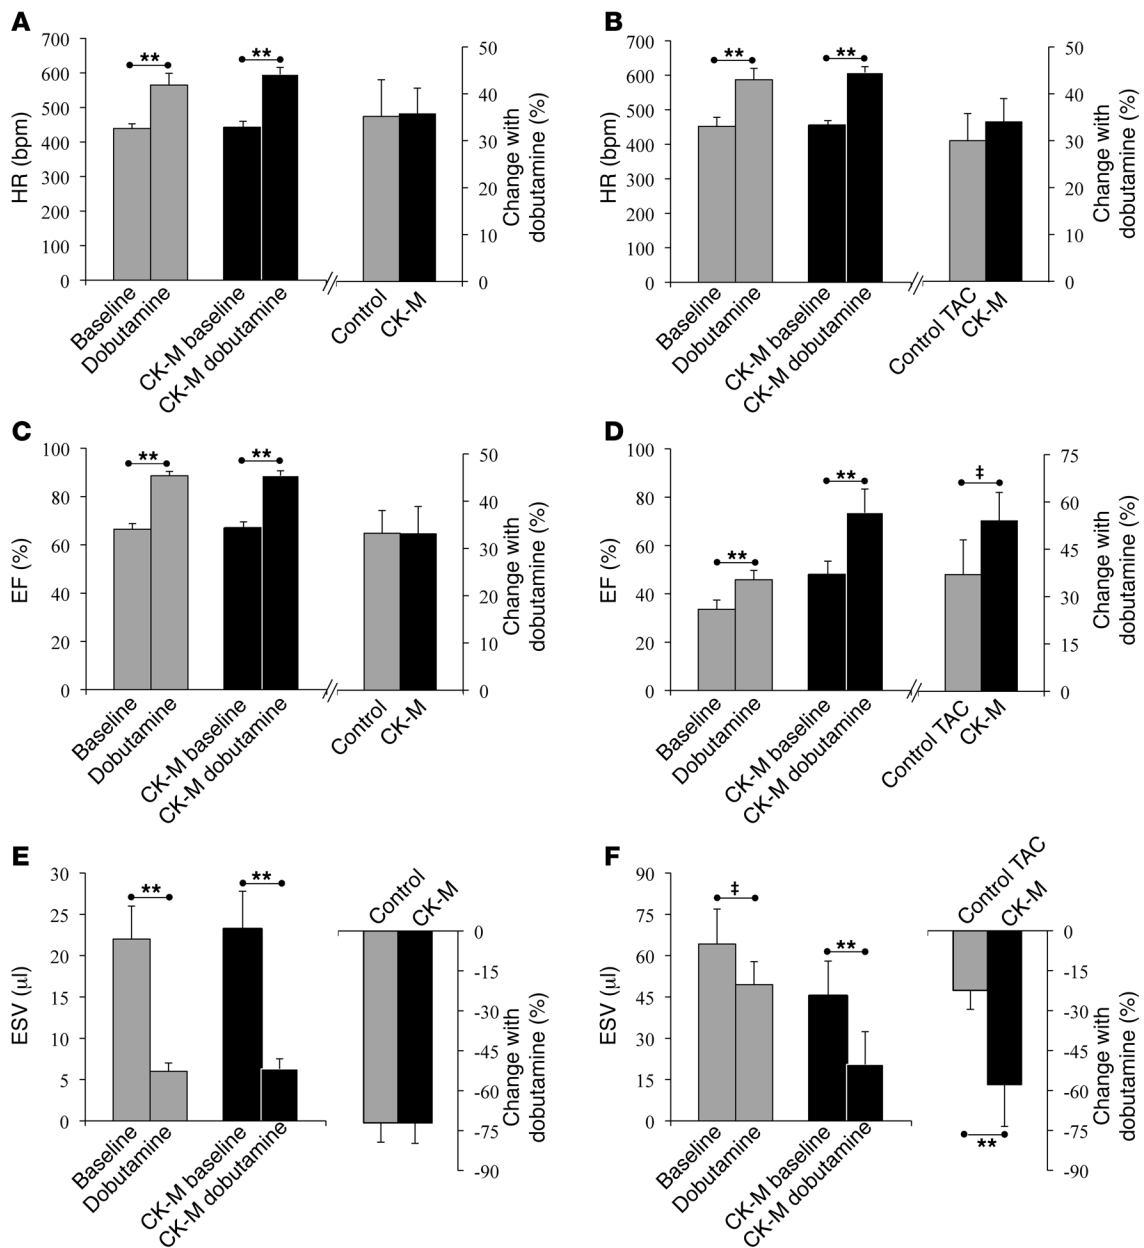 A
HR (bpm)
700
600
500
400
300
200
100
0
**
**
Baseline
Dobutamine
CK-M baseline
CK-M dobutamine
Control
CK-M
50
40
30
20
10
0
Change with
dobutamine (%)
B
HR (bpm)
700
600
500
400
300
200
100
0
**
**
Baseline
Dobutamine
CK-M baseline
CK-M dobutamine
Control TAC
CK-M
50
40
30
20
10
0
Change with
dobutamine (%)
C
EF (%)
100
80
60
40
20
0
**
**
Baseline
Dobutamine
CK-M baseline
CK-M dobutamine
Control
CK-M
50
40
30
20
10
0
Change with
dobutamine (%)
D
EF (%)
100
80
60
40
20
0
**
**
‡
Baseline
Dobutamine
CK-M baseline
CK-M dobutamine
Control TAC
CK-M
75
60
45
30
15
0
Change with
dobutamine (%)
E
ESV (µl)
30
25
20
15
10
5
0
**
**
Baseline
Dobutamine
CK-M baseline
CK-M dobutamine
Control
CK-M
0
-15
-30
-45
-60
-75
-90
Change with
dobutamine (%)
F
ESV (µl)
90
75
60
45
30
15
0
‡
**
Baseline
Dobutamine
CK-M baseline
CK-M dobutamine
Control TAC
CK-M
**
0
-15
-30
-45
-60
-75
-90
Change with
dobutamine (%)